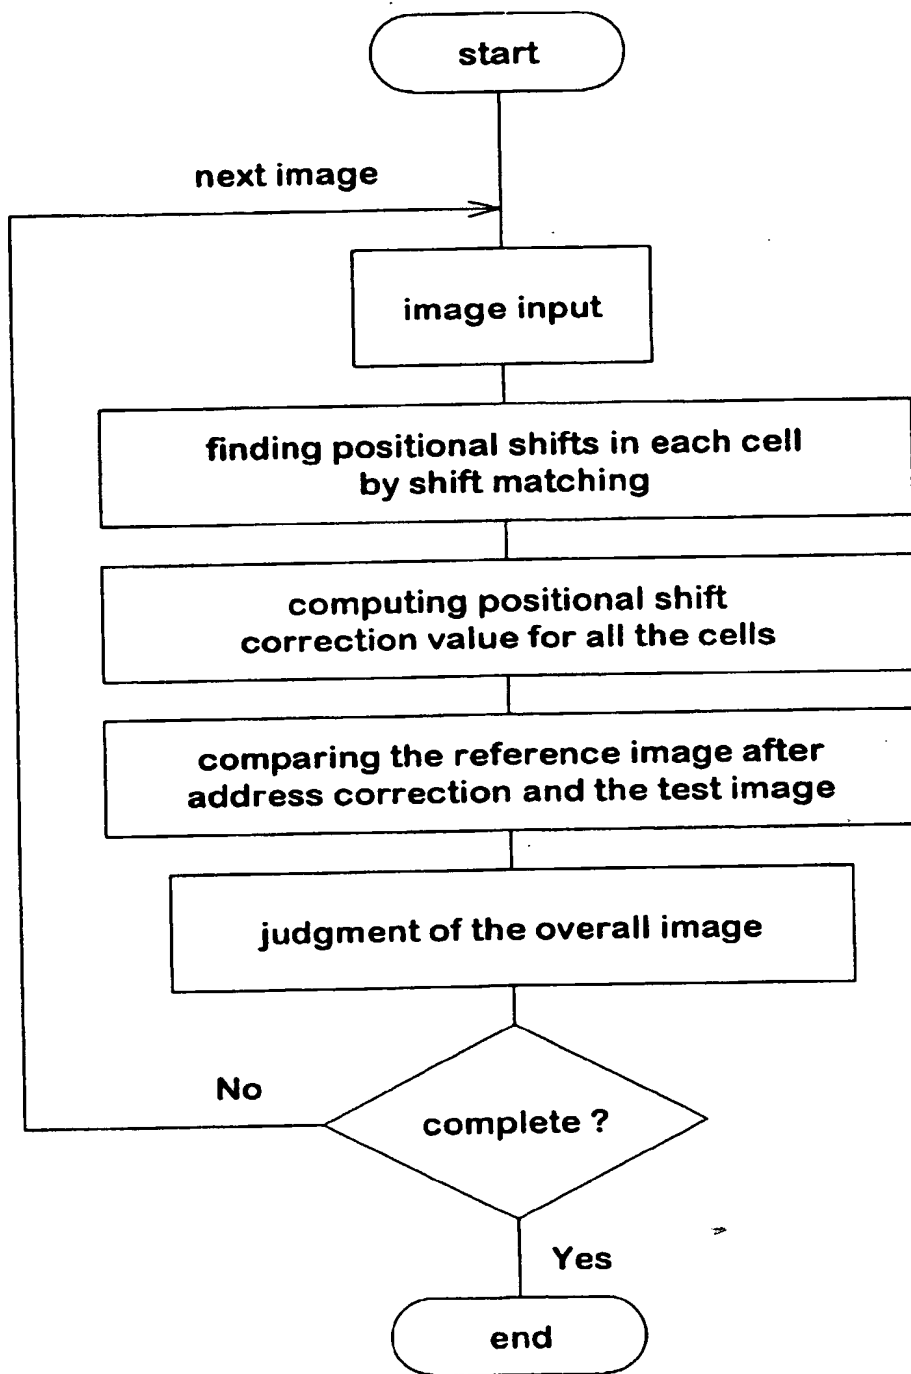 start
next image
image input
finding positional shifts in each cell
by shift matching
computing positional shift
correction value for all the cells
comparing the reference image after
address correction and the test image
judgment of the overall image
No
complete ?
Yes
end